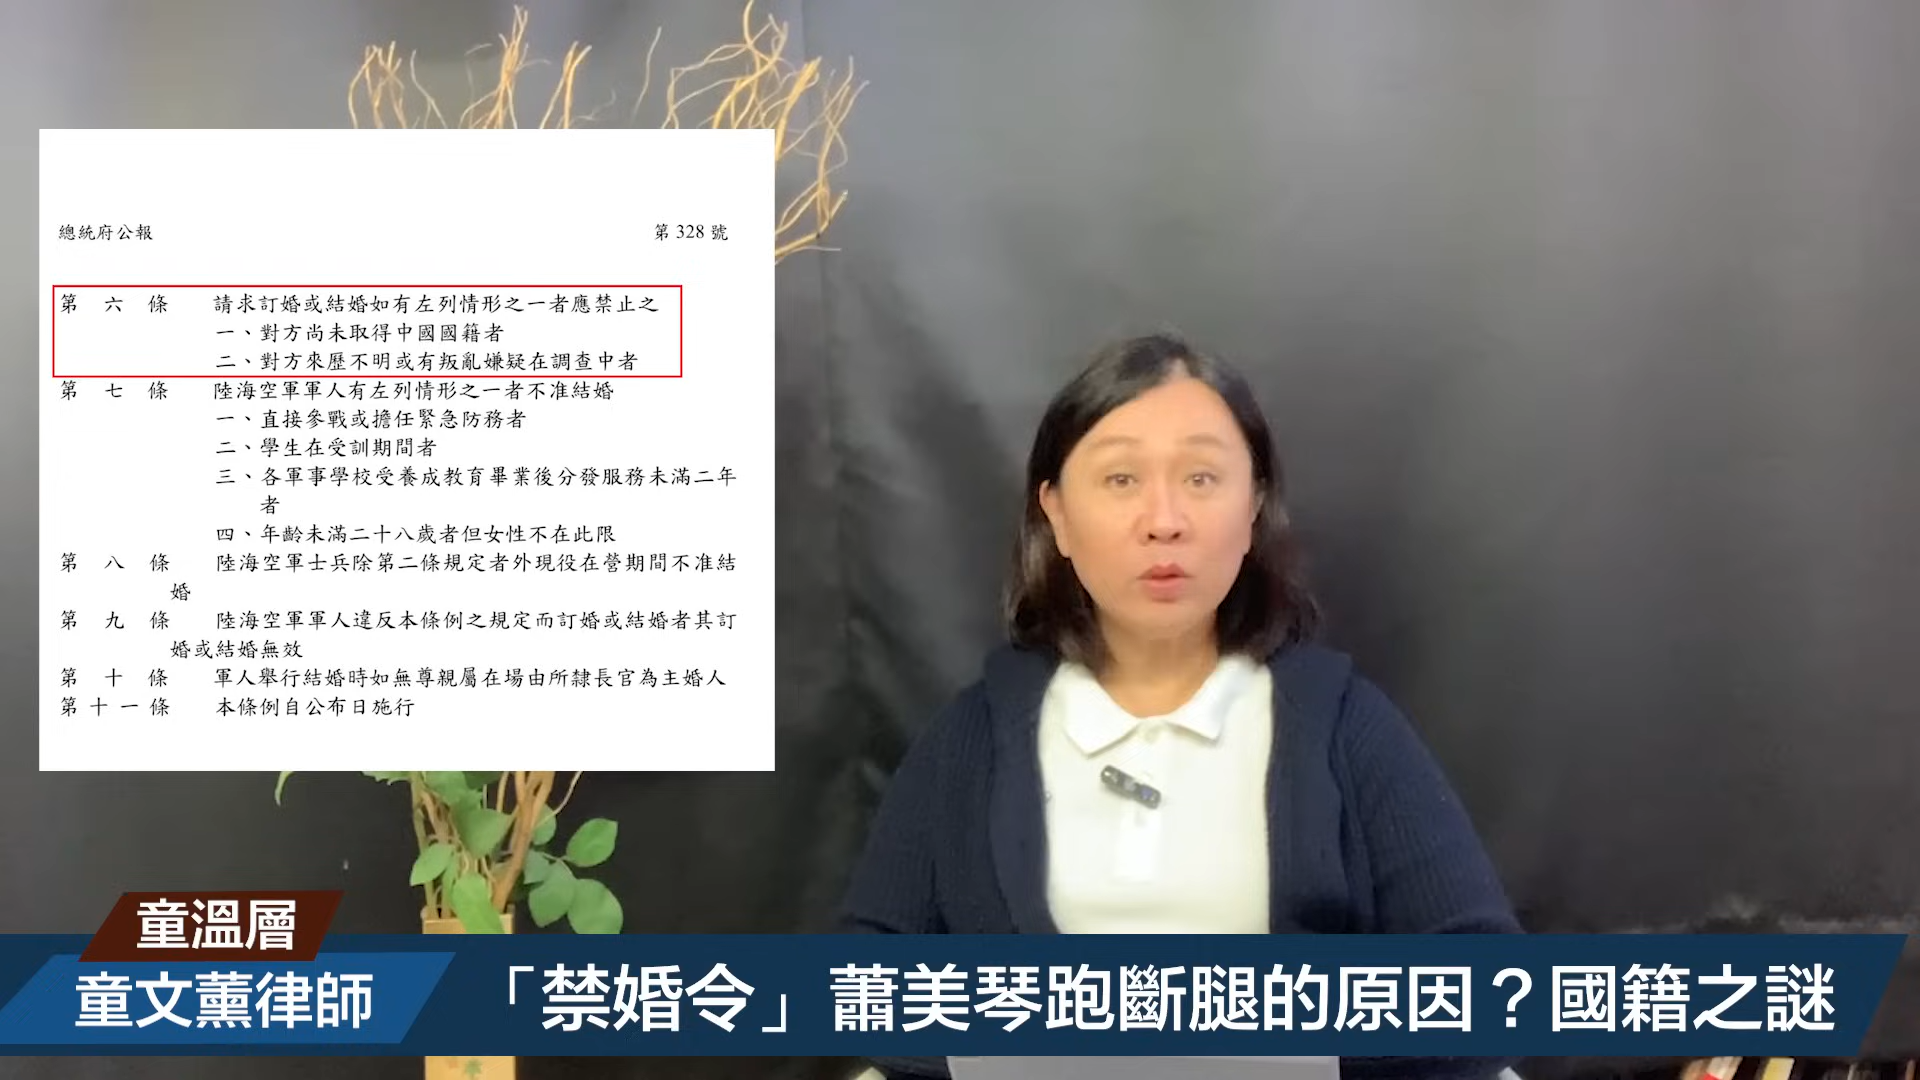 總統府公報
第 328 號
第六條 請求訂婚或結婚如有左列情形之一者應禁止之
一、對方尚未取得中國國籍者
二、對方來歷不明或有叛亂嫌疑在調查中者
第七條 陸海空軍軍人有左列情形之一者不准結婚
一、直接參戰或擔任緊急防務者
二、學生在受訓期間者
三、各軍事學校受養成教育畢業後分發服務未滿二年
者
四、年齡未滿二十八歲者但女性不在此限
第八條 陸海空軍士兵除第二條規定者外現役在營期間不准結
婚
第九條 陸海空軍軍人違反本條例之規定而訂婚或結婚者其訂
婚或結婚無效
第十條 軍人舉行結婚時如無尊親屬在場由所隸長官為主婚人
第十一條 本條例自公布日施行
童溫層
童文薰律師
「禁婚令」蕭美琴跑斷腿的原因？國籍之謎